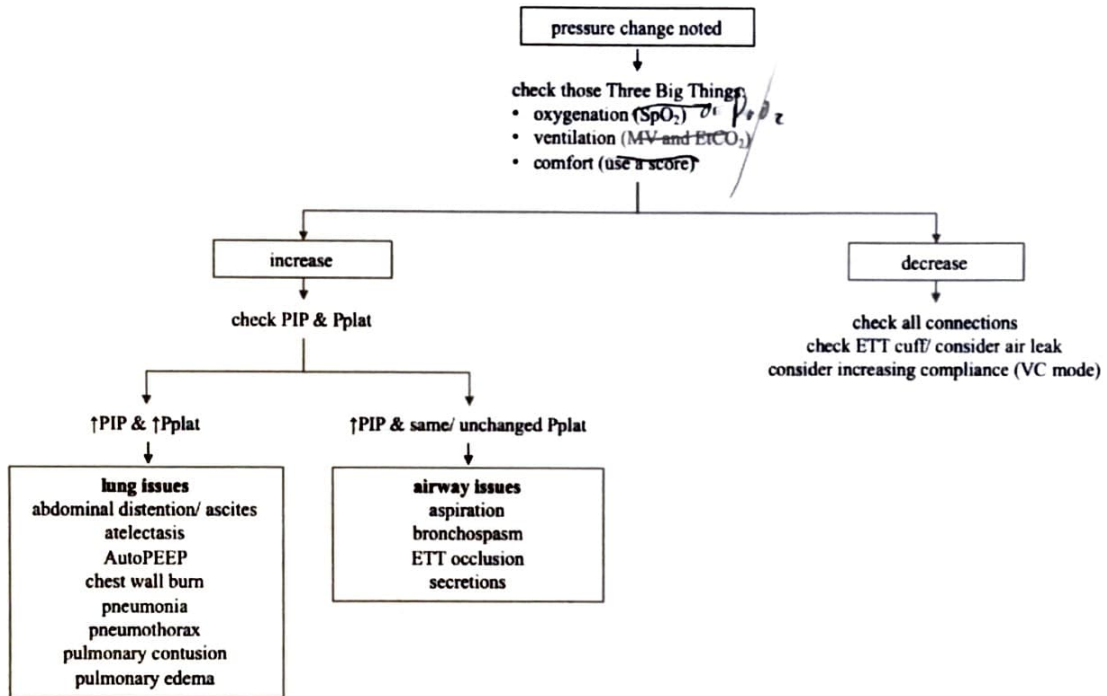 pressure change noted
check those Three Big Things:
• oxygenation (SpO₂) or PaO₂
• ventilation (MV and EtCO₂)
• comfort (use a score)
increase
decrease
check PIP & Pplat
check all connections
check ETT cuff/ consider air leak
consider increasing compliance (VC mode)
↑PIP & ↑Pplat
↑PIP & same/ unchanged Pplat
lung issues
abdominal distention/ ascites
atelectasis
AutoPEEP
chest wall burn
pneumonia
pneumothorax
pulmonary contusion
pulmonary edema
airway issues
aspiration
bronchospasm
ETT occlusion
secretions